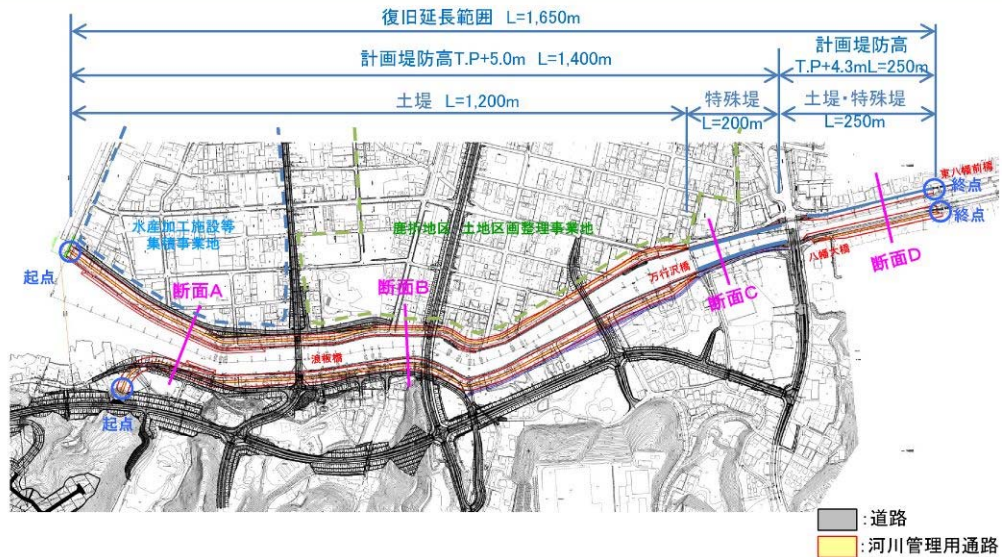 復旧延長範囲 L=1,650m
計画堤防高T.P+5.0m L=1,400m
計画堤防高
T.P+4.3mL=250m
土堤 L=1,200m
特殊堤
L=200m
土堤・特殊堤
L=250m
東八幡前橋
終点
終点
水産加工施設等
集積事業地
鹿折地区 土地区画整理事業地
起点
断面A
断面B
万行沢橋
断面C
八幡大橋
断面D
浪板橋
起点
:道路
:河川管理用通路